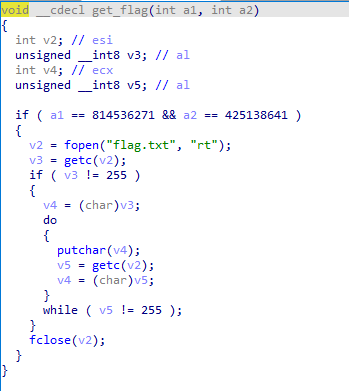 void __cdecl get_flag(int a1, int a2)
{
int v2; // esi
unsigned __int8 v3; // al
int v4; // ecx
unsigned __int8 v5; // al
if ( a1 == 814536271 && a2 == 425138641 )
{
v2 = fopen("flag.txt", "rt");
v3 = getc(v2);
if ( v3 != 255 )
{
v4 = (char)v3;
do
{
putchar(v4);
v5 = getc(v2);
v4 = (char)v5;
}
while ( v5 != 255 );
}
fclose(v2);
}
}